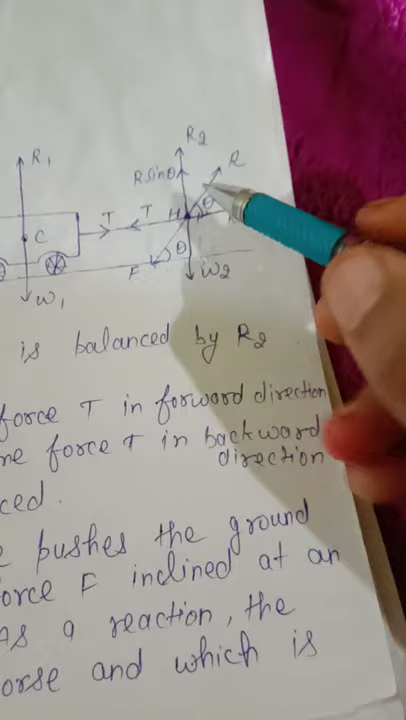 R2
R1
R sinθ
R
T
T
H
θ
C
F
θ
W2
W1
is balanced by R2
force T in forward direction
force T in backward
direction
ced.
pushes the ground
orce F inclined at an
As a reaction, the
orse and which is